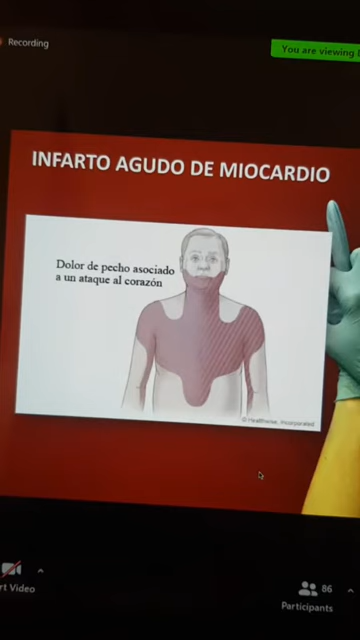 Recording
You are viewing
INFARTO AGUDO DE MIOCARDIO
Dolor de pecho asociado
a un ataque al corazón
© Healthwise, Incorporated
rt Video
86
Participants